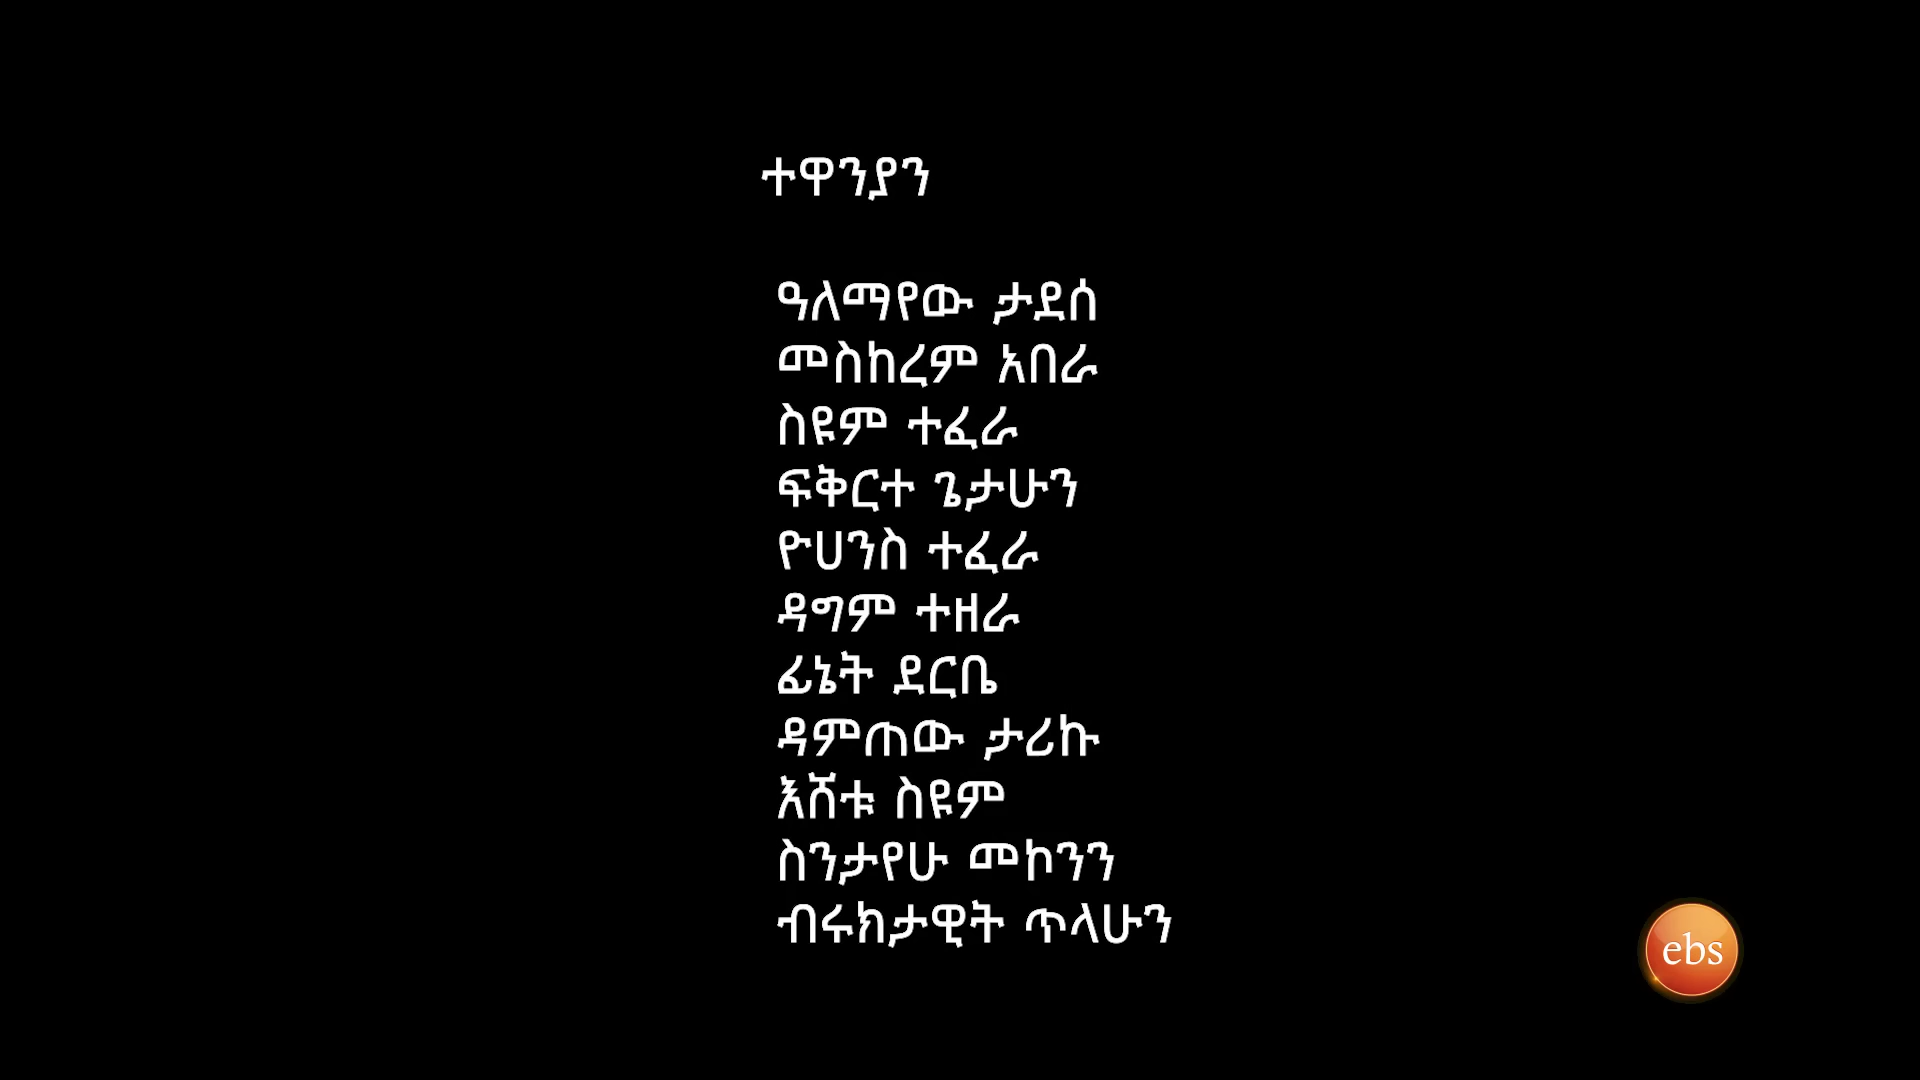 ተዋንያን
ዓለማየው ታደሰ
መስከረም አበራ
ስዩም ተፈራ
ፍቅርተ ጌታሁን
ዮሀንስ ተፈራ
ዳግም ተዘራ
ፊኔት ደርቤ
ዳምጠው ታሪኩ
እሸቱ ስዩም
ስንታየሁ መኮንን
ብሩክታዊት ጥላሁን
ebs